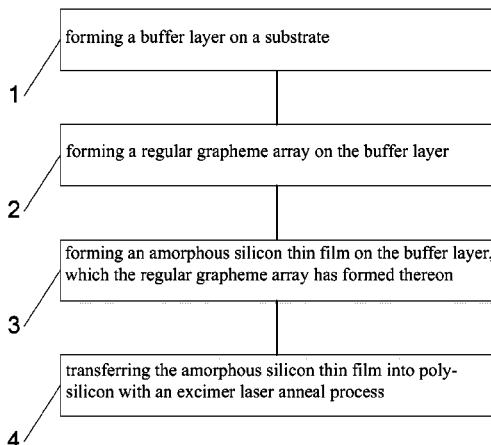 forming a buffer layer on a substrate
1
forming a regular grapheme array on the buffer layer
2
forming an amorphous silicon thin film on the buffer layer,
which the regular grapheme array has formed thereon
3
transferring the amorphous silicon thin film into poly-
silicon with an excimer laser anneal process
4